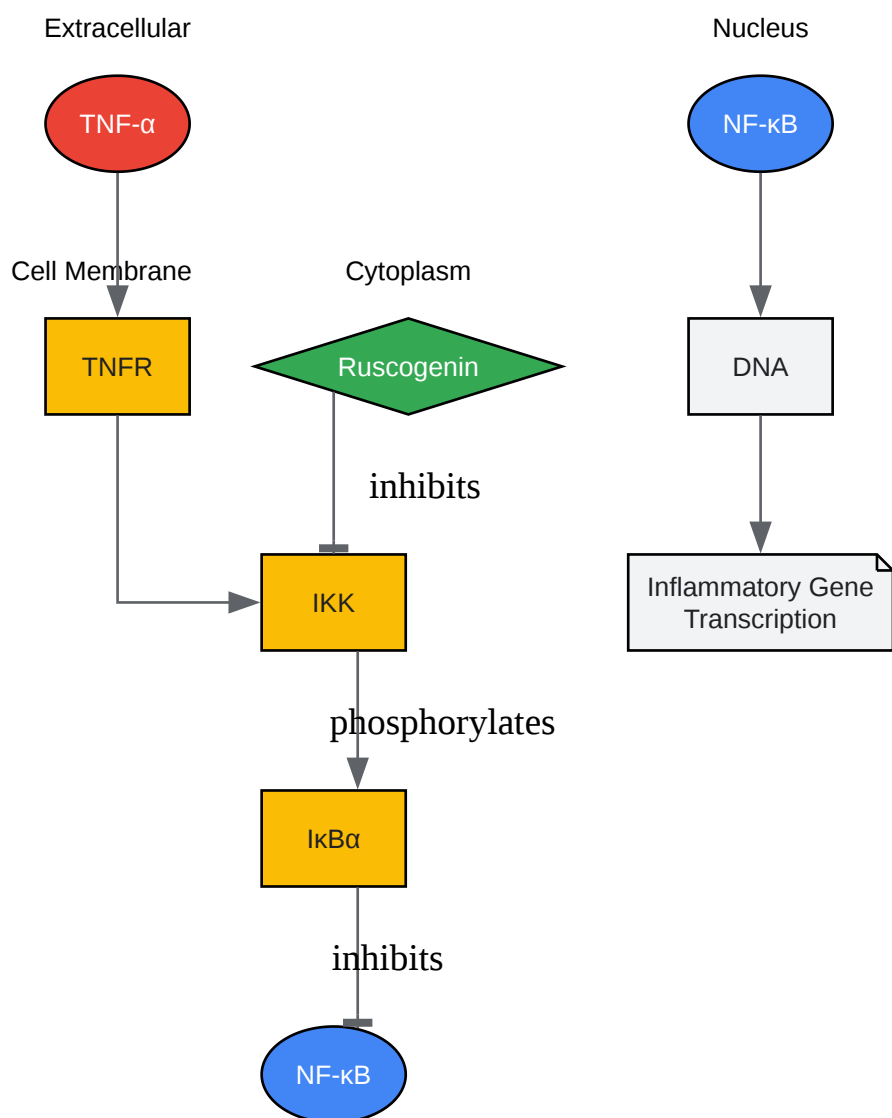 Extracellular
Nucleus
TNF-α
NF-κB
Cell Membrane
Cytoplasm
TNFR
Ruscogenin
DNA
inhibits
IKK
Inflammatory Gene
Transcription
phosphorylates
IκBα
inhibits
NF-κB